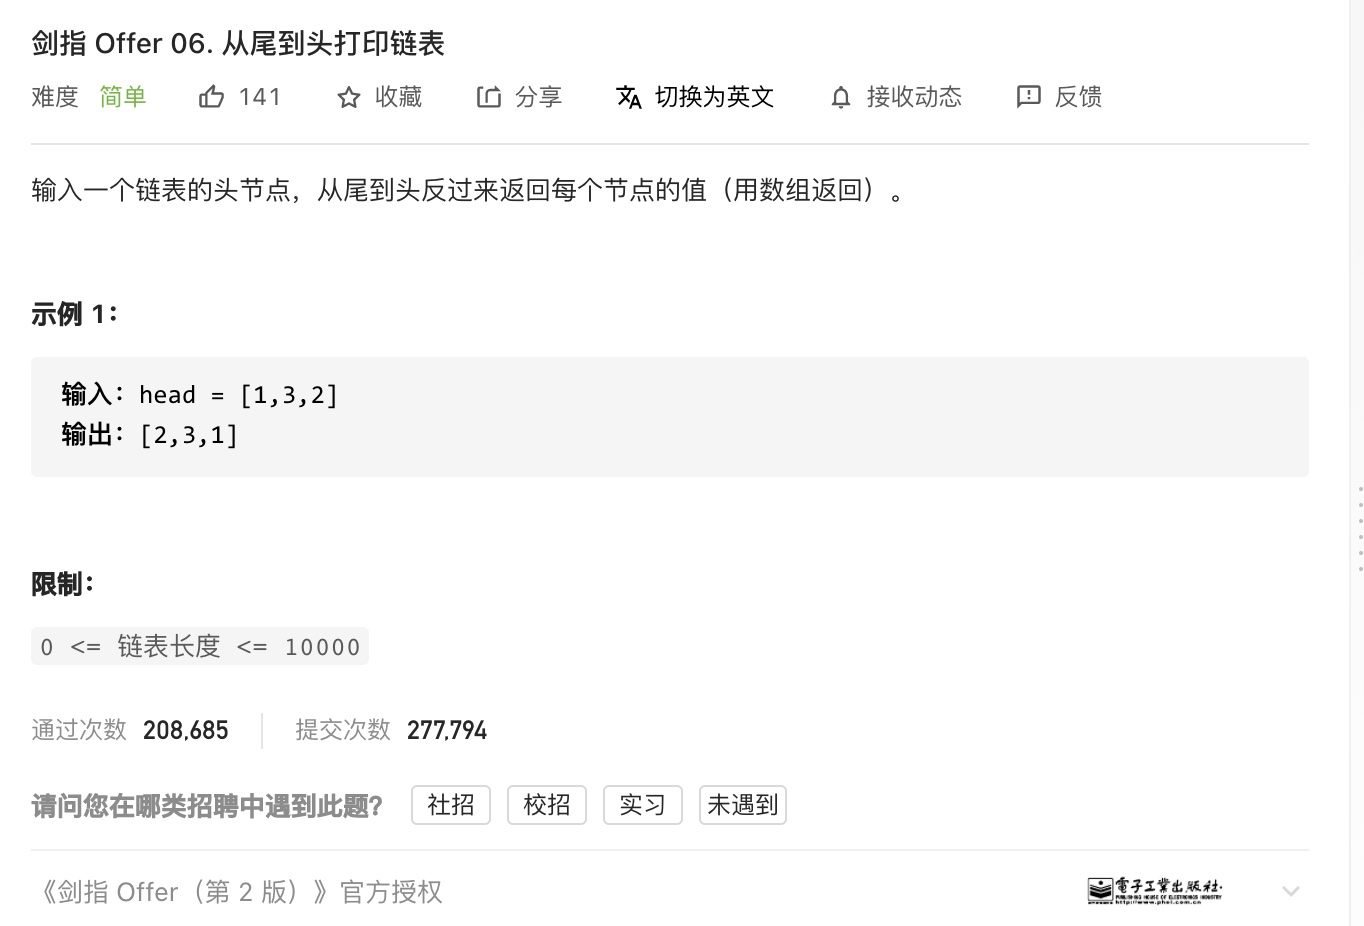 剑指 Offer 06. 从尾到头打印链表
难度 简单 141 收藏 分享 切换为英文 接收动态 反馈
输入一个链表的头节点，从尾到头反过来返回每个节点的值（用数组返回）。
示例 1：
输入：head = [1,3,2]
输出：[2,3,1]
限制：
0 <= 链表长度 <= 10000
通过次数 208,685 提交次数 277,794
请问您在哪类招聘中遇到此题？ 社招 校招 实习 未遇到
《剑指 Offer（第 2 版）》官方授权 電子工業出版社.
PUBLISHING HOUSE OF ELECTRONICS INDUSTRY
http://www.phei.com.cn